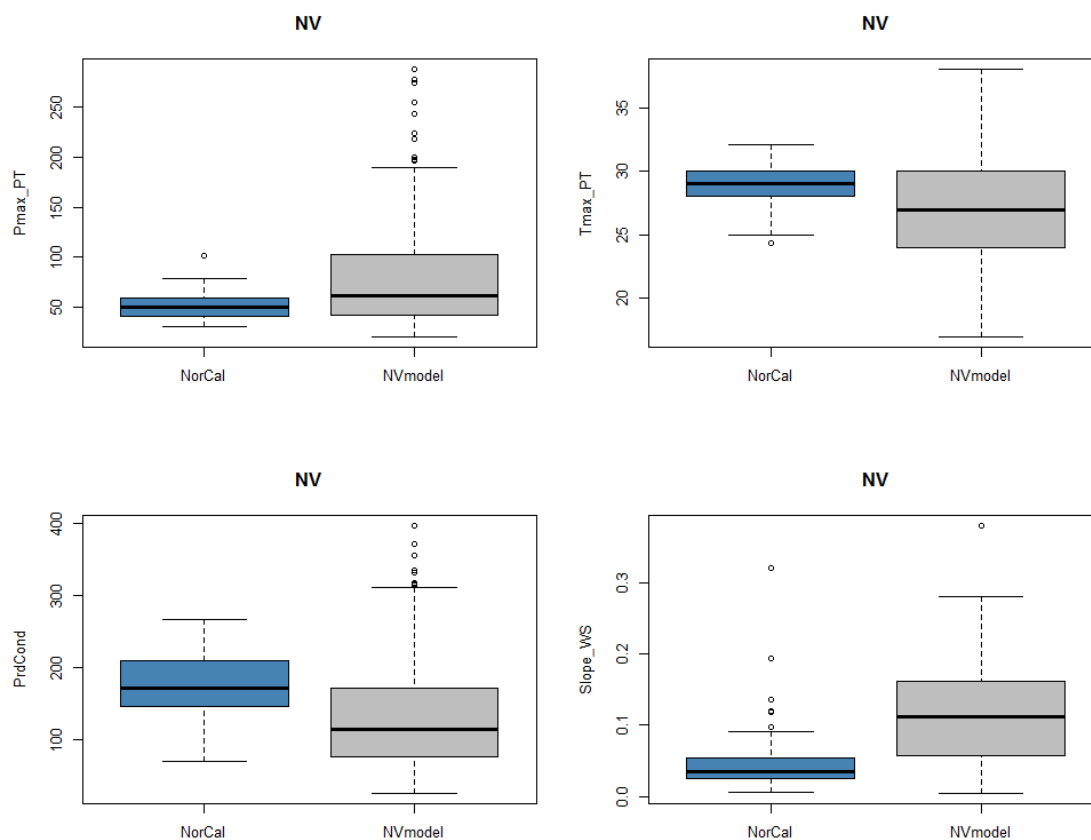 NV
Pmax_PT
250
200
150
100
50
NorCal
NVmodel
NV
Tmax_PT
35
30
25
20
NorCal
NVmodel
NV
PrdCond
400
300
200
100
NorCal
NVmodel
NV
Slope_WS
0.3
0.2
0.1
0.0
NorCal
NVmodel